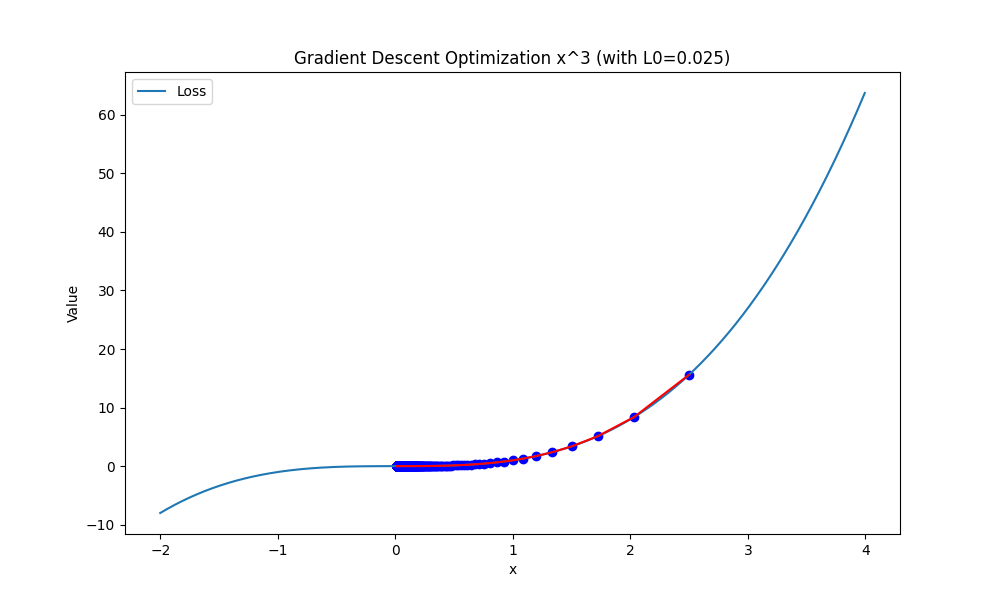 Gradient Descent Optimization x^3 (with L0=0.025)
Loss
60
50
40
30
20
10
0
−10
Value
−2 −1 0 1 2 3 4
x